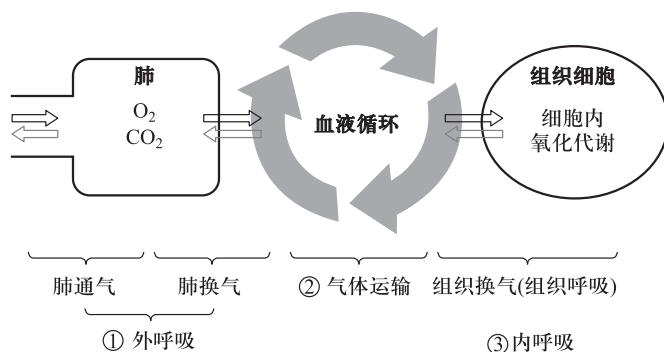 肺
O₂
CO₂
血液循环
组织细胞
细胞内
氧化代谢
肺通气
肺换气
② 气体运输
组织换气(组织呼吸)
① 外呼吸
③内呼吸